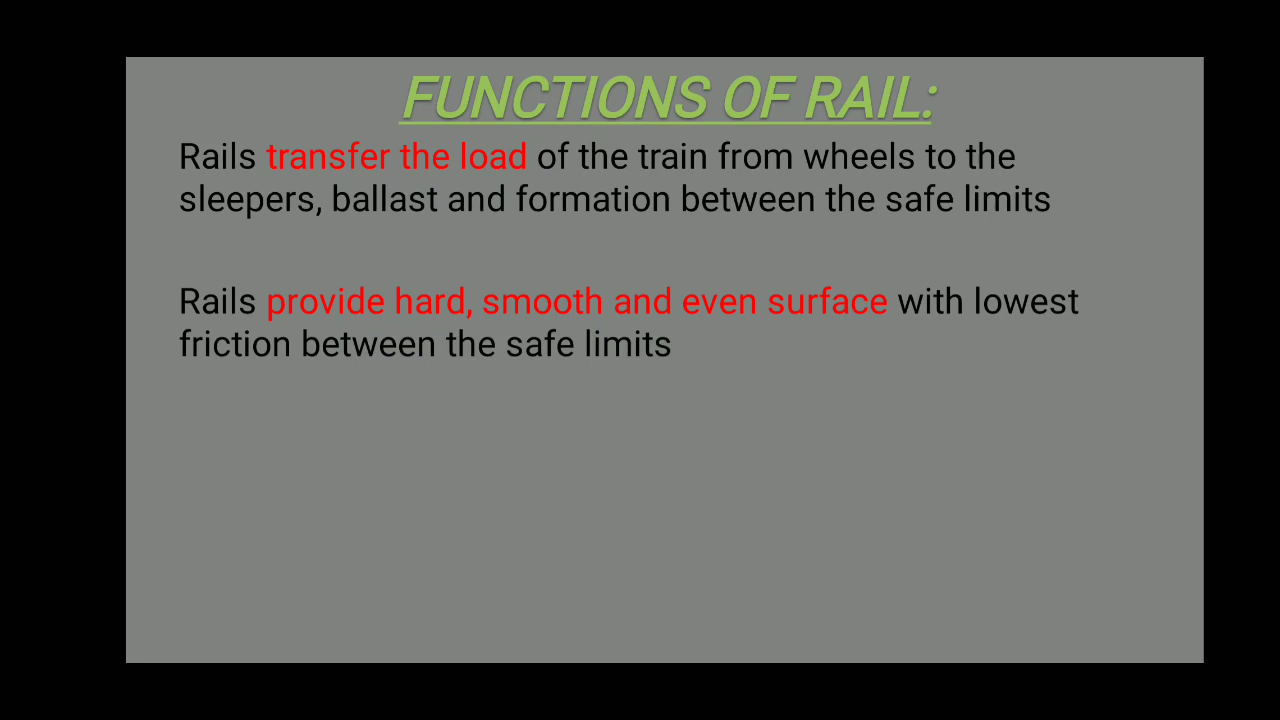 FUNCTIONS OF RAIL:
Rails transfer the load of the train from wheels to the
sleepers, ballast and formation between the safe limits
Rails provide hard, smooth and even surface with lowest
friction between the safe limits